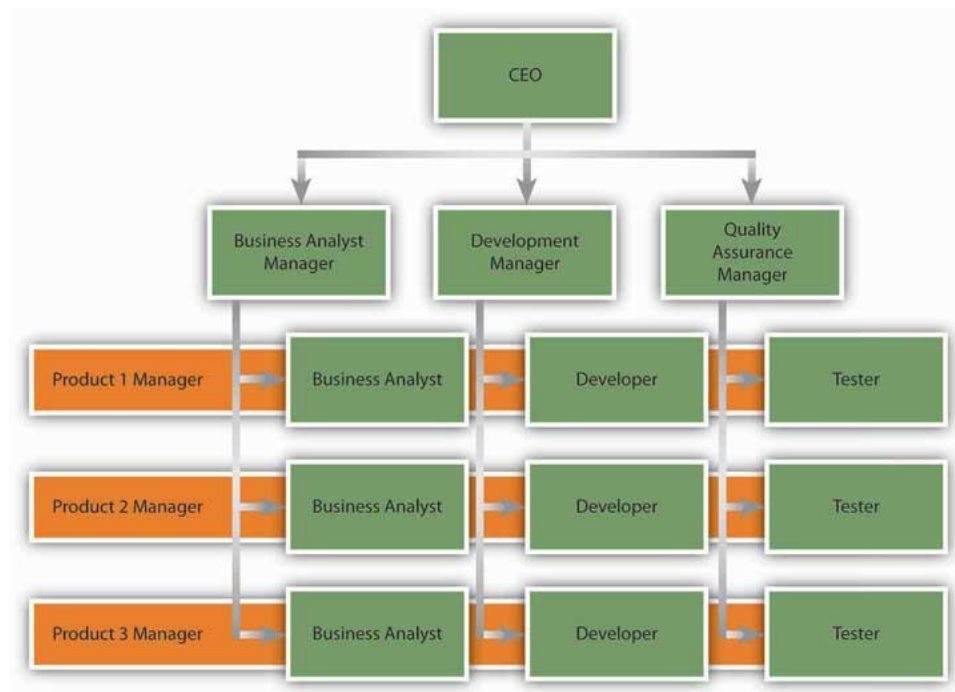 CEO
Business Analyst
Manager
Development
Manager
Quality
Assurance
Manager
Product 1 Manager
Business Analyst
Developer
Tester
Product 2 Manager
Business Analyst
Developer
Tester
Product 3 Manager
Business Analyst
Developer
Tester